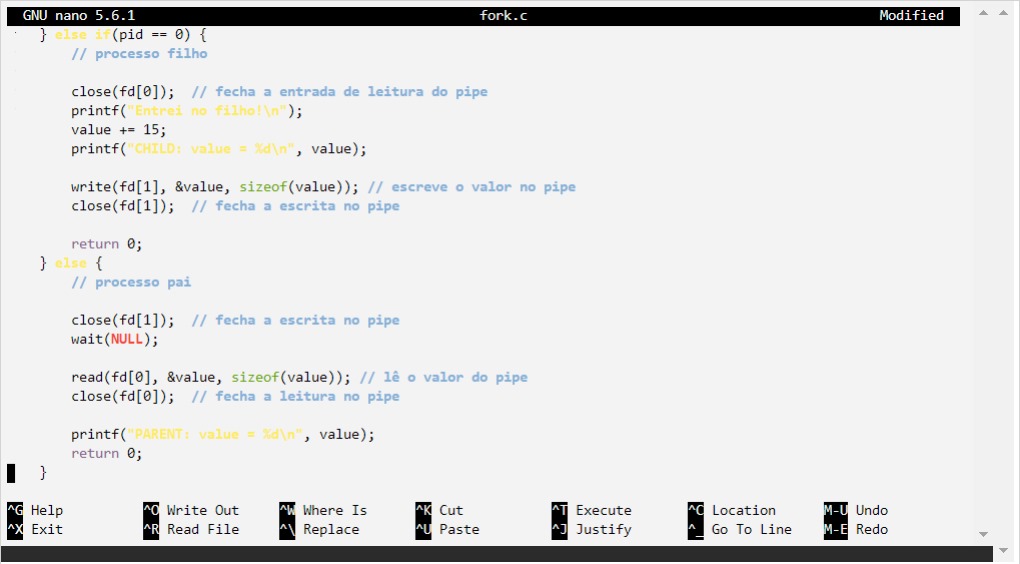 GNU nano 5.6.1 fork.c Modified
} else if(pid == 0) {
// processo filho
close(fd[0]); // fecha a entrada de leitura do pipe
printf("Entrei no filho!\n");
value += 15;
printf("CHILD: value = %d\n", value);
write(fd[1], &value, sizeof(value)); // escreve o valor no pipe
close(fd[1]); // fecha a escrita no pipe
return 0;
} else {
// processo pai
close(fd[1]); // fecha a escrita no pipe
wait(NULL);
read(fd[0], &value, sizeof(value)); // lê o valor do pipe
close(fd[0]); // fecha a leitura no pipe
printf("PARENT: value = %d\n", value);
return 0;
}
^G Help ^O Write Out ^W Where Is ^K Cut ^T Execute ^C Location M-U Undo
^X Exit ^R Read File ^\ Replace ^U Paste ^J Justify ^_ Go To Line M-E Redo